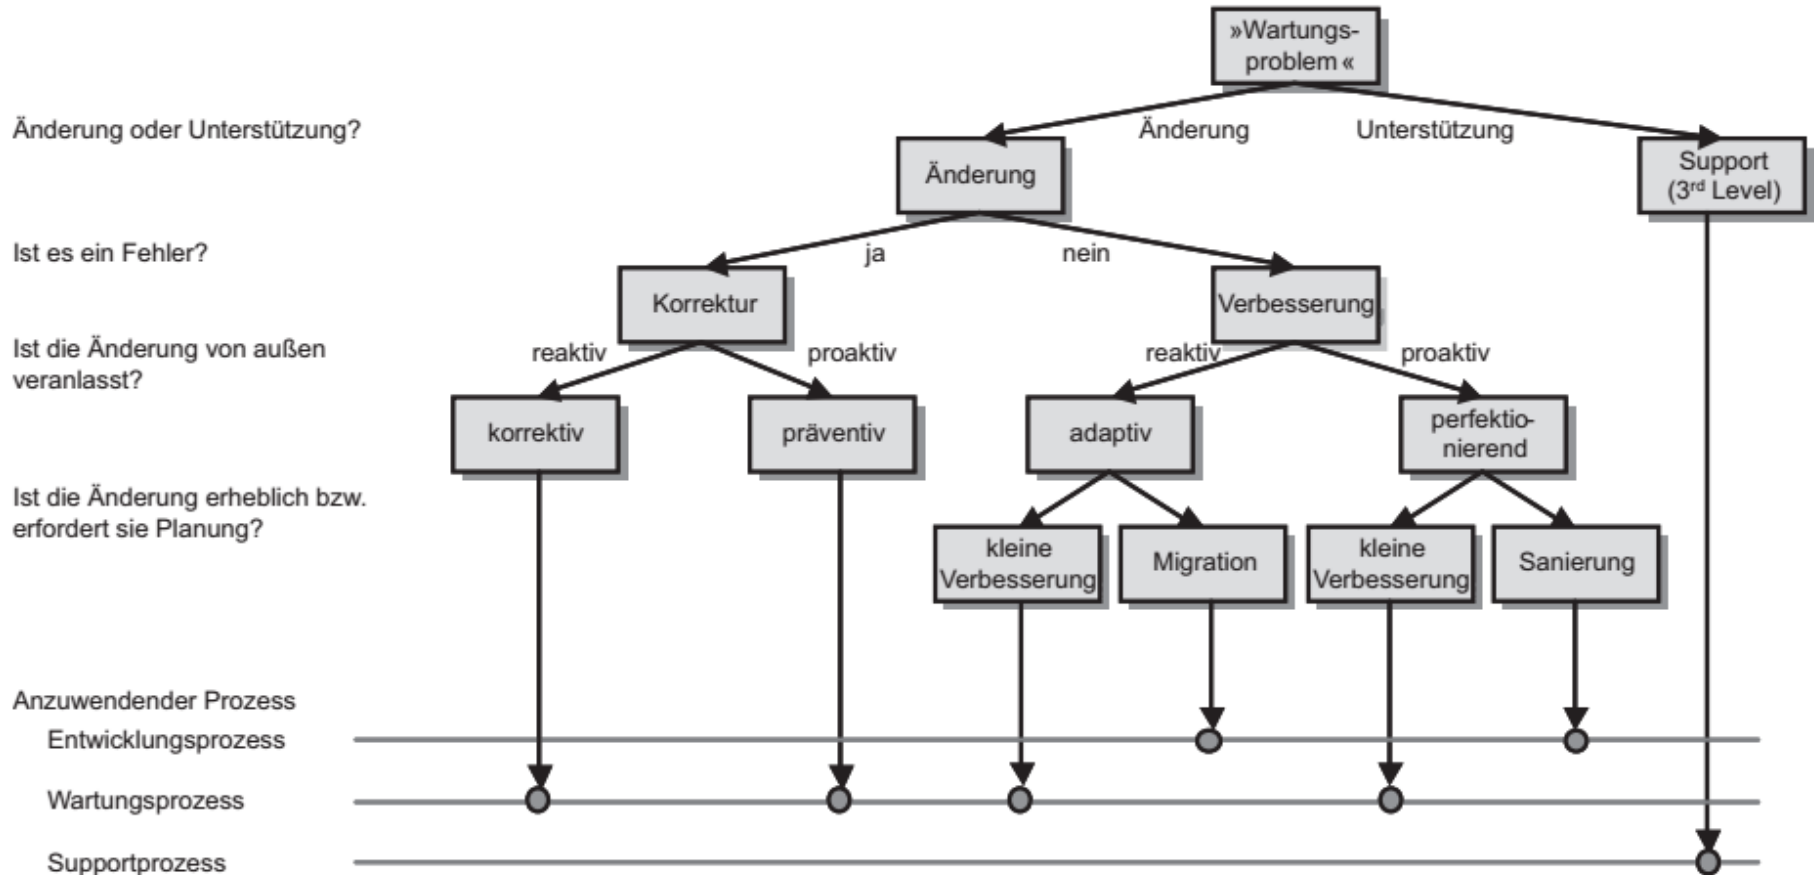 »Wartungs-
problem«
Änderung oder Unterstützung?
Änderung
Unterstützung
Änderung
Support
(3rd Level)
Ist es ein Fehler?
ja
nein
Korrektur
Verbesserung
Ist die Änderung von außen
veranlasst?
reaktiv
proaktiv
reaktiv
proaktiv
korrektiv
präventiv
adaptiv
perfektio-
nierend
Ist die Änderung erheblich bzw.
erfordert sie Planung?
kleine
Verbesserung
Migration
kleine
Verbesserung
Sanierung
Anzuwendender Prozess
Entwicklungsprozess
Wartungsprozess
Supportprozess